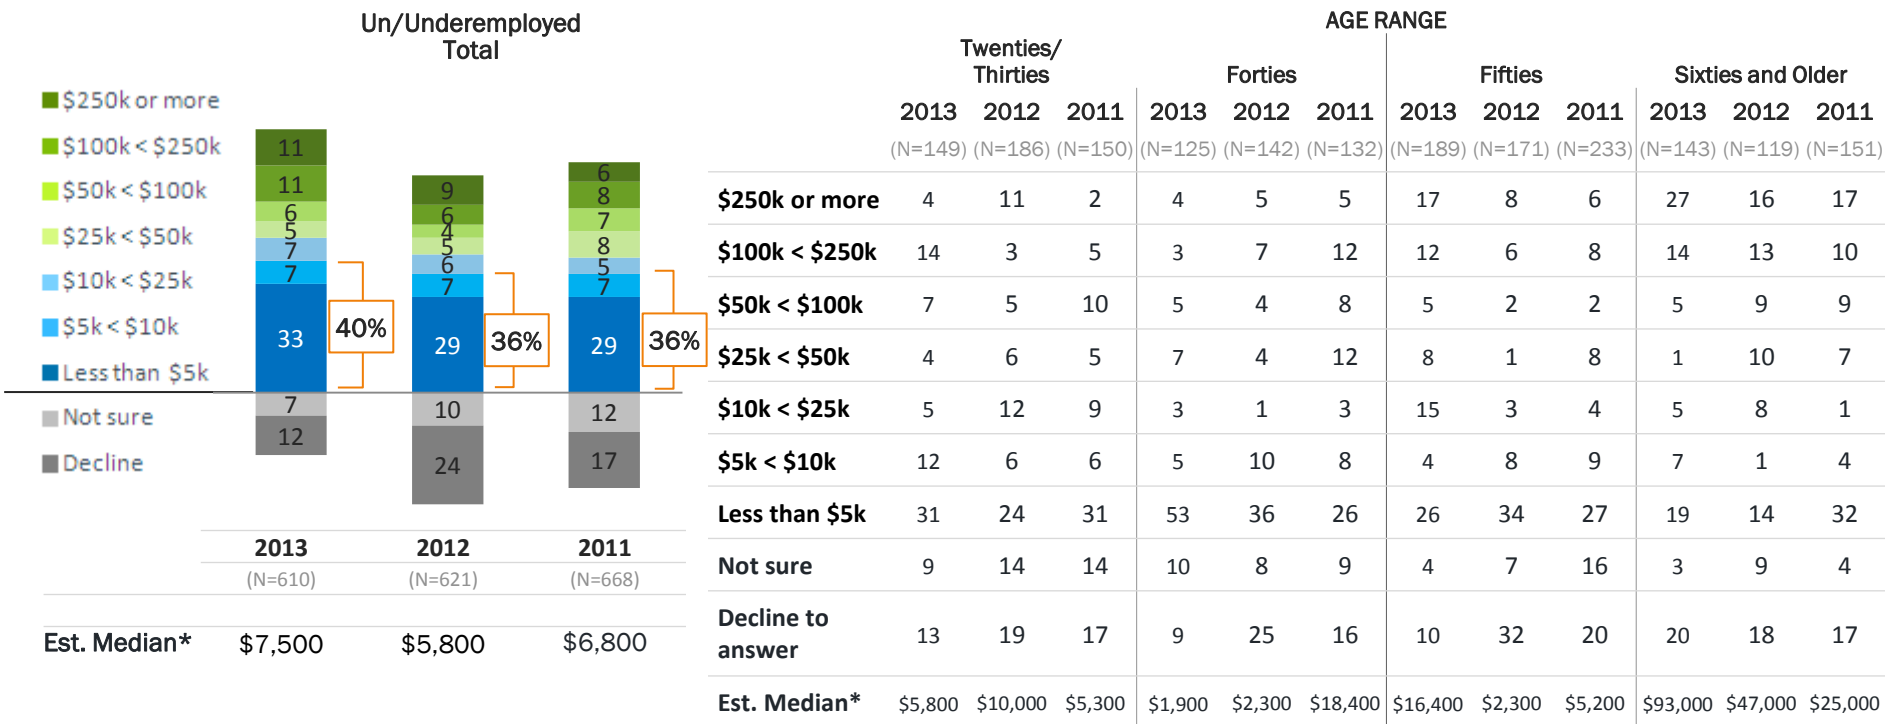 Un/Underemployed
Total
$250k or more
$100k < $250k
$50k < $100k
$25k < $50k
$10k < $25k
$5k < $10k
Less than $5k
Not sure
Decline
11
11
6
5
7
7
33
7
12
40%
9
6
4
5
6
7
29
10
24
36%
6
8
7
8
5
7
29
12
17
36%
2013 2012 2011
(N=610) (N=621) (N=668)
Est. Median* $7,500 $5,800 $6,800
AGE RANGE
Twenties/
Thirties Forties Fifties Sixties and Older
2013 2012 2011 2013 2012 2011 2013 2012 2011 2013 2012 2011
(N=149) (N=186) (N=150) (N=125) (N=142) (N=132) (N=189) (N=171) (N=233) (N=143) (N=119) (N=151)
$250k or more 4 11 2 4 5 5 17 8 6 27 16 17
$100k < $250k 14 3 5 3 7 12 12 6 8 14 13 10
$50k < $100k 7 5 10 5 4 8 5 2 2 5 9 9
$25k < $50k 4 6 5 7 4 12 8 1 8 1 10 7
$10k < $25k 5 12 9 3 1 3 15 3 4 5 8 1
$5k < $10k 12 6 6 5 10 8 4 8 9 7 1 4
Less than $5k 31 24 31 53 36 26 26 34 27 19 14 32
Not sure 9 14 14 10 8 9 4 7 16 3 9 4
Decline to
answer 13 19 17 9 25 16 10 32 20 20 18 17
Est. Median* $5,800 $10,000 $5,300 $1,900 $2,300 $18,400 $16,400 $2,300 $5,200 $93,000 $47,000 $25,000